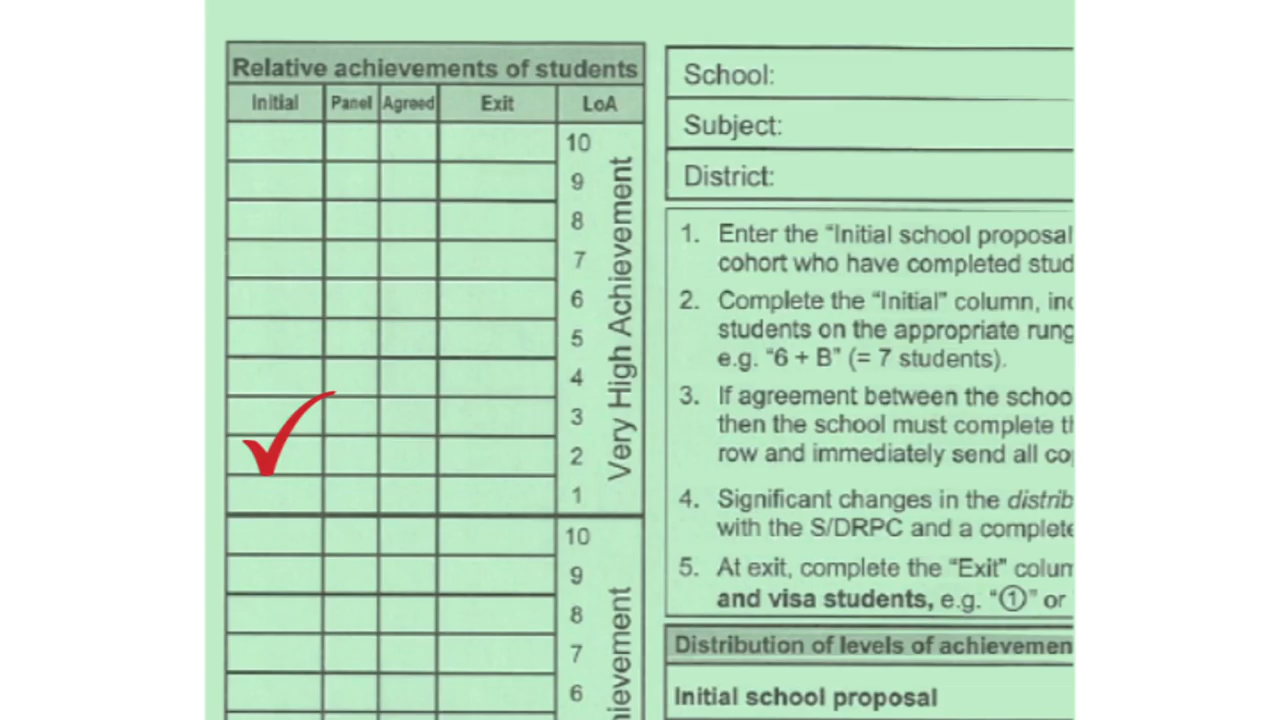 Relative achievements of students
Initial Panel Agreed Exit LoA
10
9
8
7
6
5
4
3
2
1
Very High Achievement
10
9
8
7
6
School:
Subject:
District:
1. Enter the “Initial school proposal
cohort who have completed stud
2. Complete the “Initial” column, inc
students on the appropriate rung
e.g. “6 + B” (= 7 students).
3. If agreement between the schoo
then the school must complete th
row and immediately send all co
4. Significant changes in the distrib
with the S/DRPC and a complete
5. At exit, complete the “Exit” colum
and visa students, e.g. “①” or
Distribution of levels of achievemen
Initial school proposal